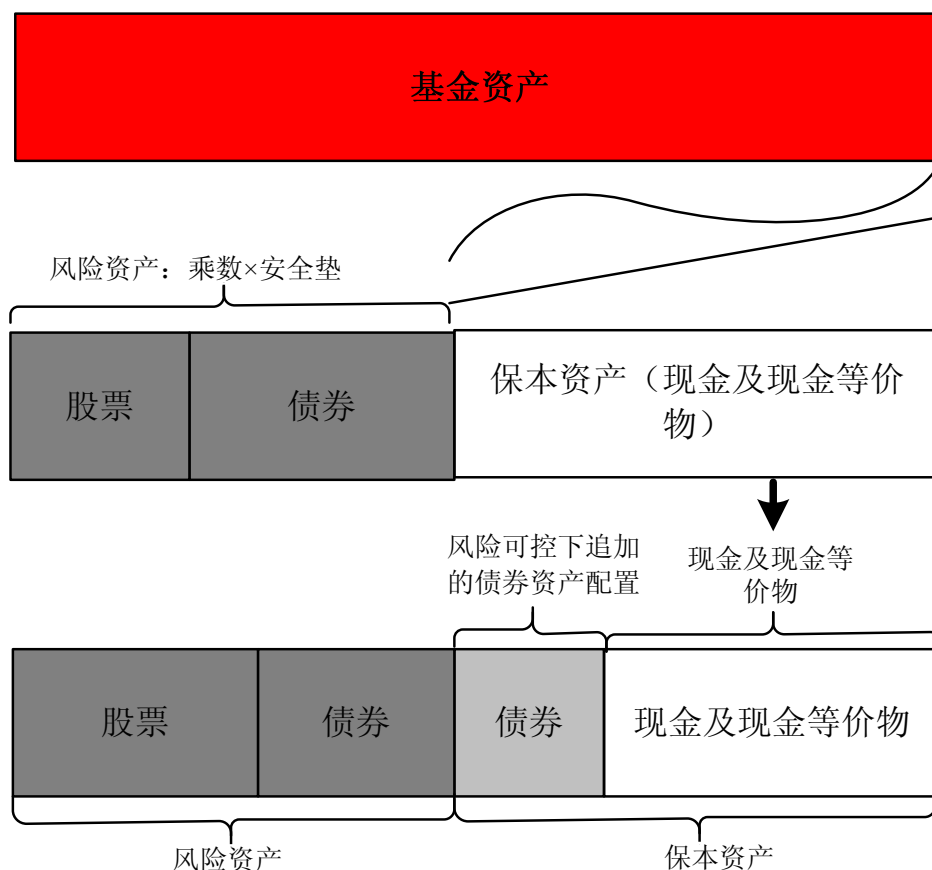 基金资产
风险资产：乘数×安全垫
股票
债券
保本资产（现金及现金等价
物）
风险可控下追加
的债券资产配置
现金及现金等
价物
股票
债券
债券
现金及现金等价物
风险资产
保本资产